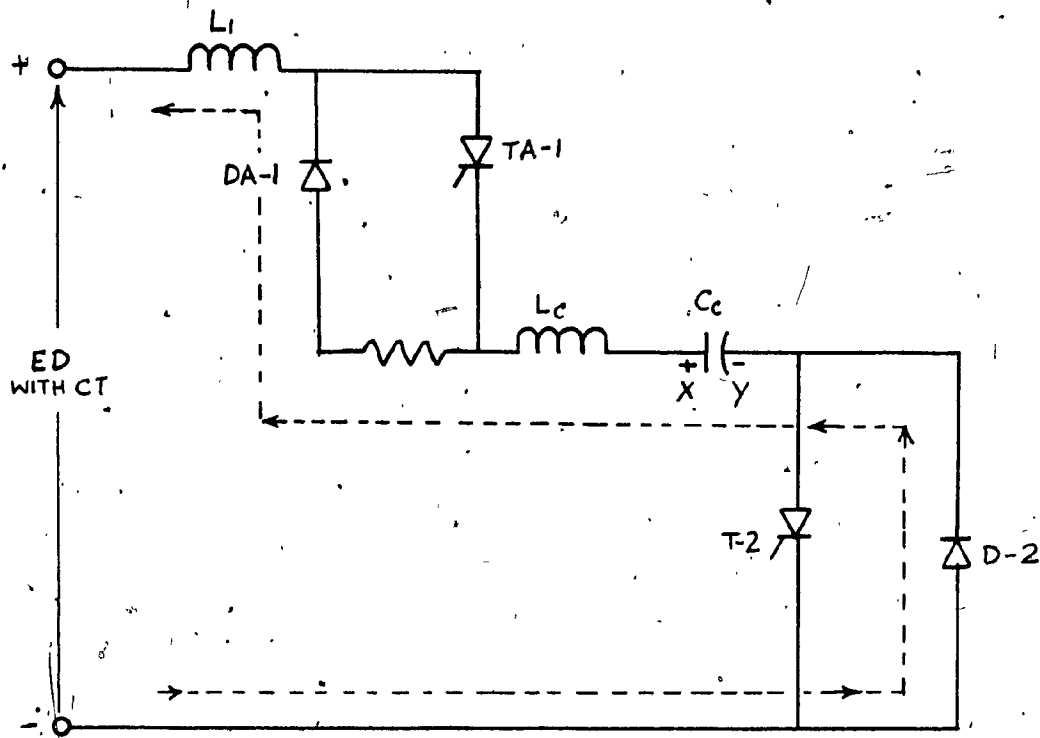 L1
+
DA-1
TA-1
LC
CC
+ -
X Y
ED
WITH CT
T-2
D-2
-